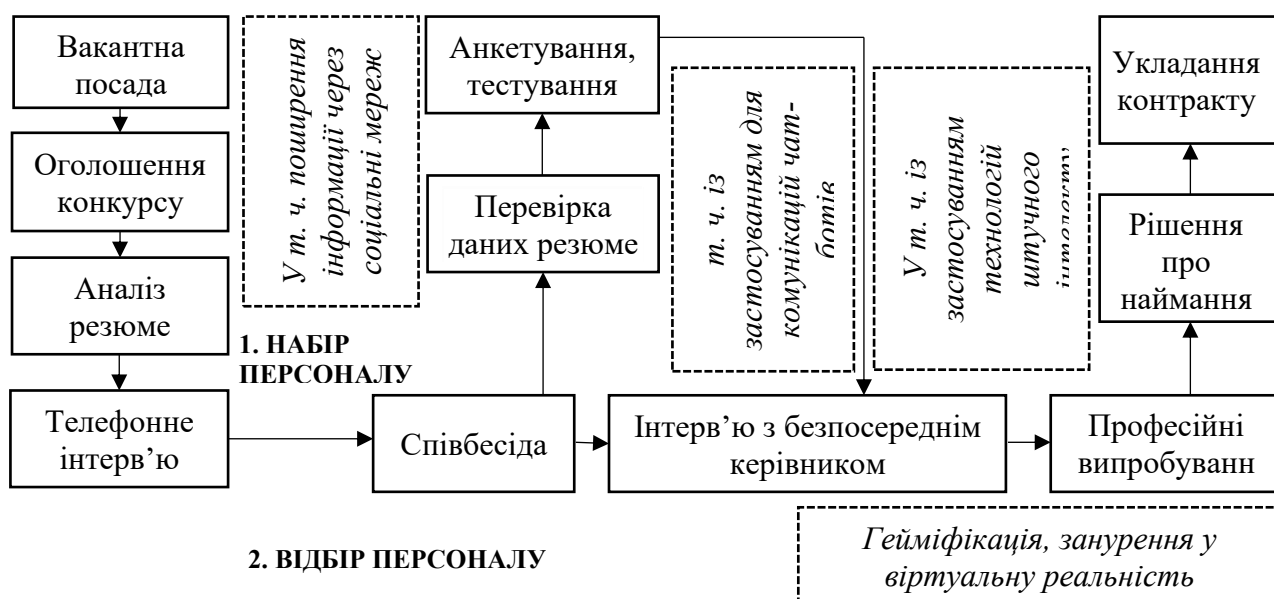 Вакантна
посада
Оголошення
конкурсу
Аналіз
резюме
Телефонне
інтерв’ю
У т. ч. поширення
інформації через
соціальні мереж
1. НАБІР
ПЕРСОНАЛУ
Анкетування,
тестування
Перевірка
даних резюме
Співбесіда
т. ч. із
застосуванням для
комунікацій чат-
ботів
Інтерв’ю з безпосереднім
керівником
У т. ч. із
застосуванням
технологій
штучного
інтелекту
Укладання
контракту
Рішення
про
наймання
Професійні
випробуванн
2. ВІДБІР ПЕРСОНАЛУ
Гейміфікація, занурення у
віртуальну реальність